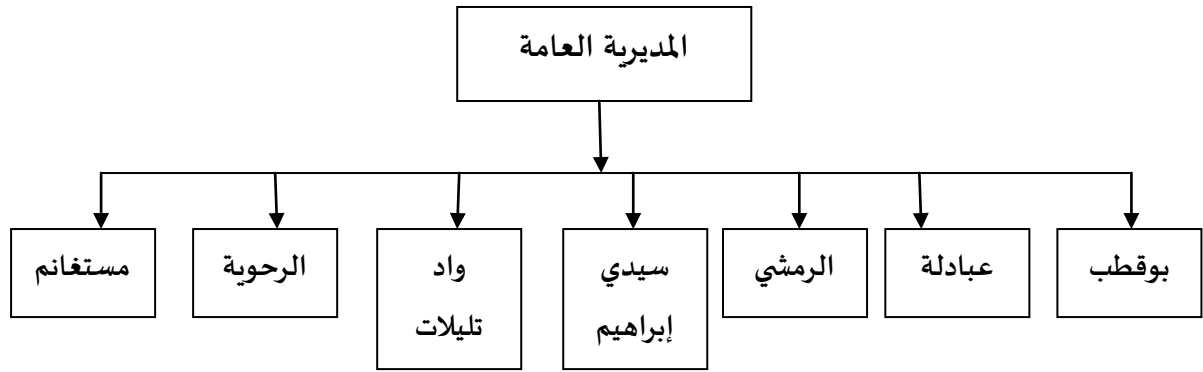 المديرية العامة
بوقطب
عبادلة
الرمشي
سيدي
إبراهيم
واد
تليلات
الرحوية
مستغانم